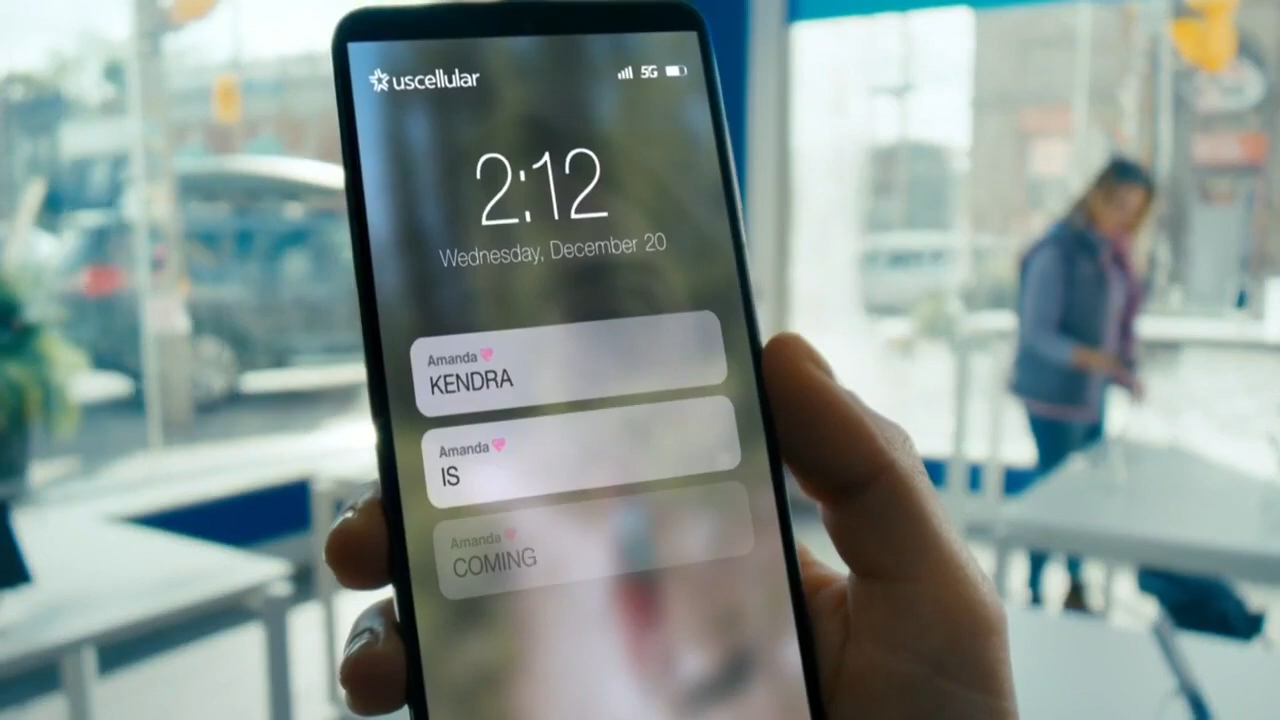 uscellular 5G
2:12
Wednesday, December 20
Amanda
KENDRA
Amanda
IS
Amanda
COMING